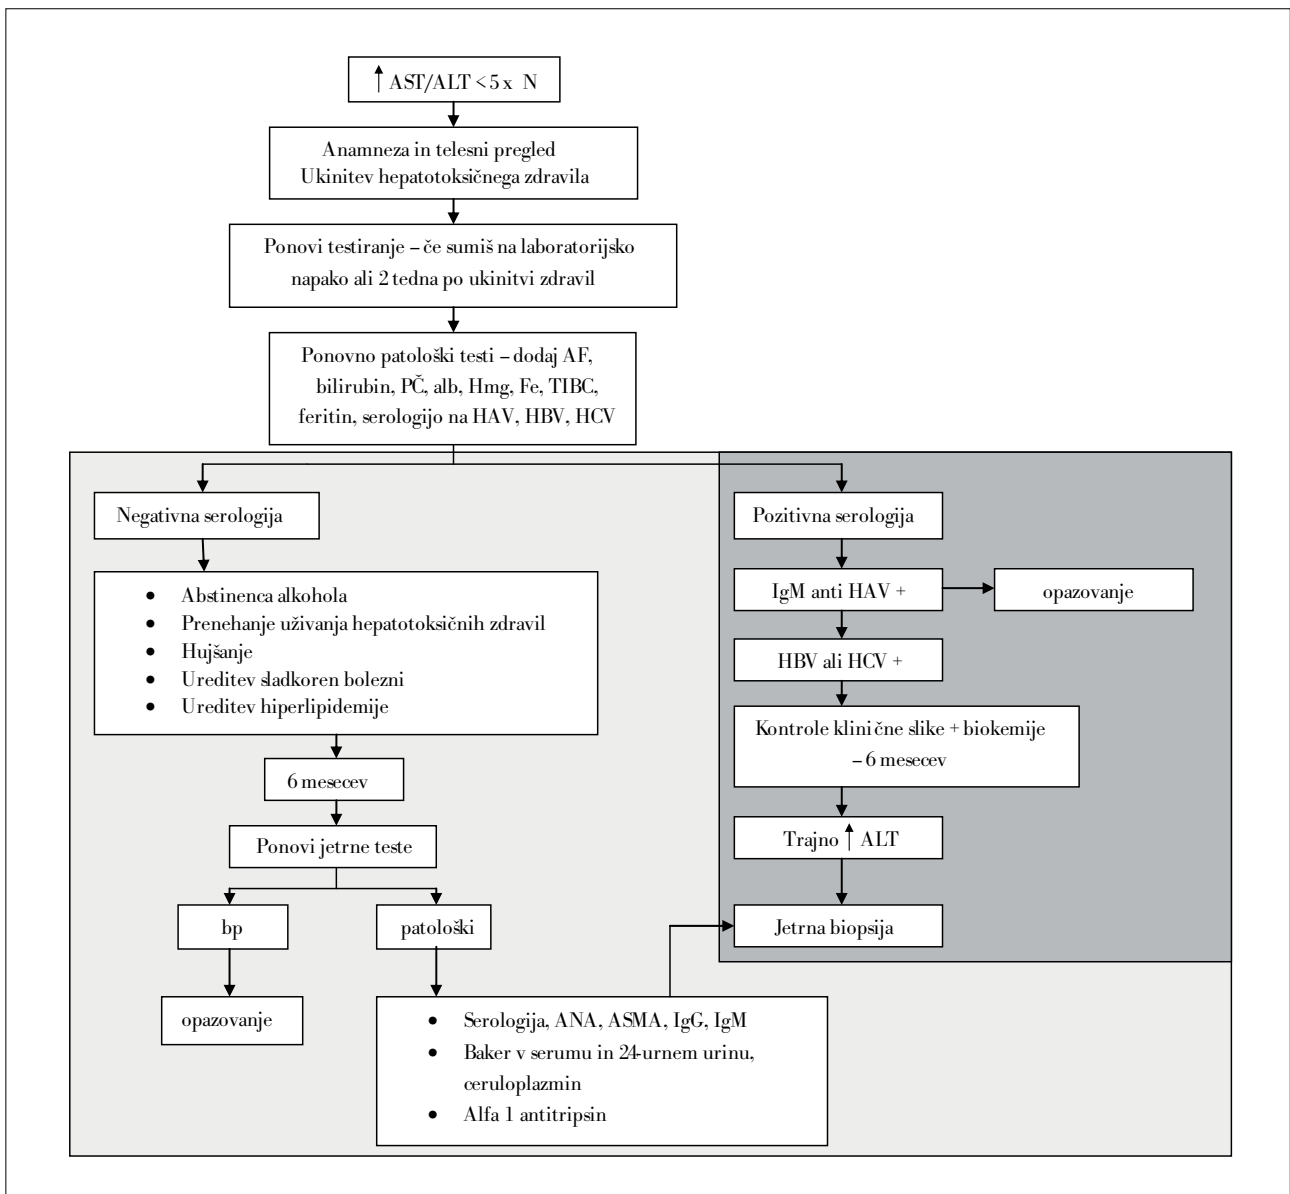 ↑ AST/ALT <5 x N
Anamneza in telesni pregled
Ukinitev hepatotoksičnega zdravila
Ponovi testiranje – če sumiš na laboratorijsko
napako ali 2 tedna po ukinitvi zdravil
Ponovno patološki testi – dodaj AF,
bilirubin, PČ, alb, Hmg, Fe, TIBC,
feritin, serologijo na HAV, HBV, HCV
Negativna serologija
• Abstinenca alkohola
• Prenehanje uživanja hepatotoksičnih zdravil
• Hujšanje
• Ureditev sladkoren bolezni
• Ureditev hiperlipidemije
6 mesecev
Ponovi jetrne teste
bp
patološki
opazovanje
• Serologija, ANA, ASMA, IgG, IgM
• Baker v serumu in 24-urnem urinu,
ceruloplazmin
• Alfa 1 antitripsin
Pozitivna serologija
IgM anti HAV +
opazovanje
HBV ali HCV +
Kontrole klinične slike + biokemije
– 6 mesecev
Trajno ↑ ALT
Jetrna biopsija